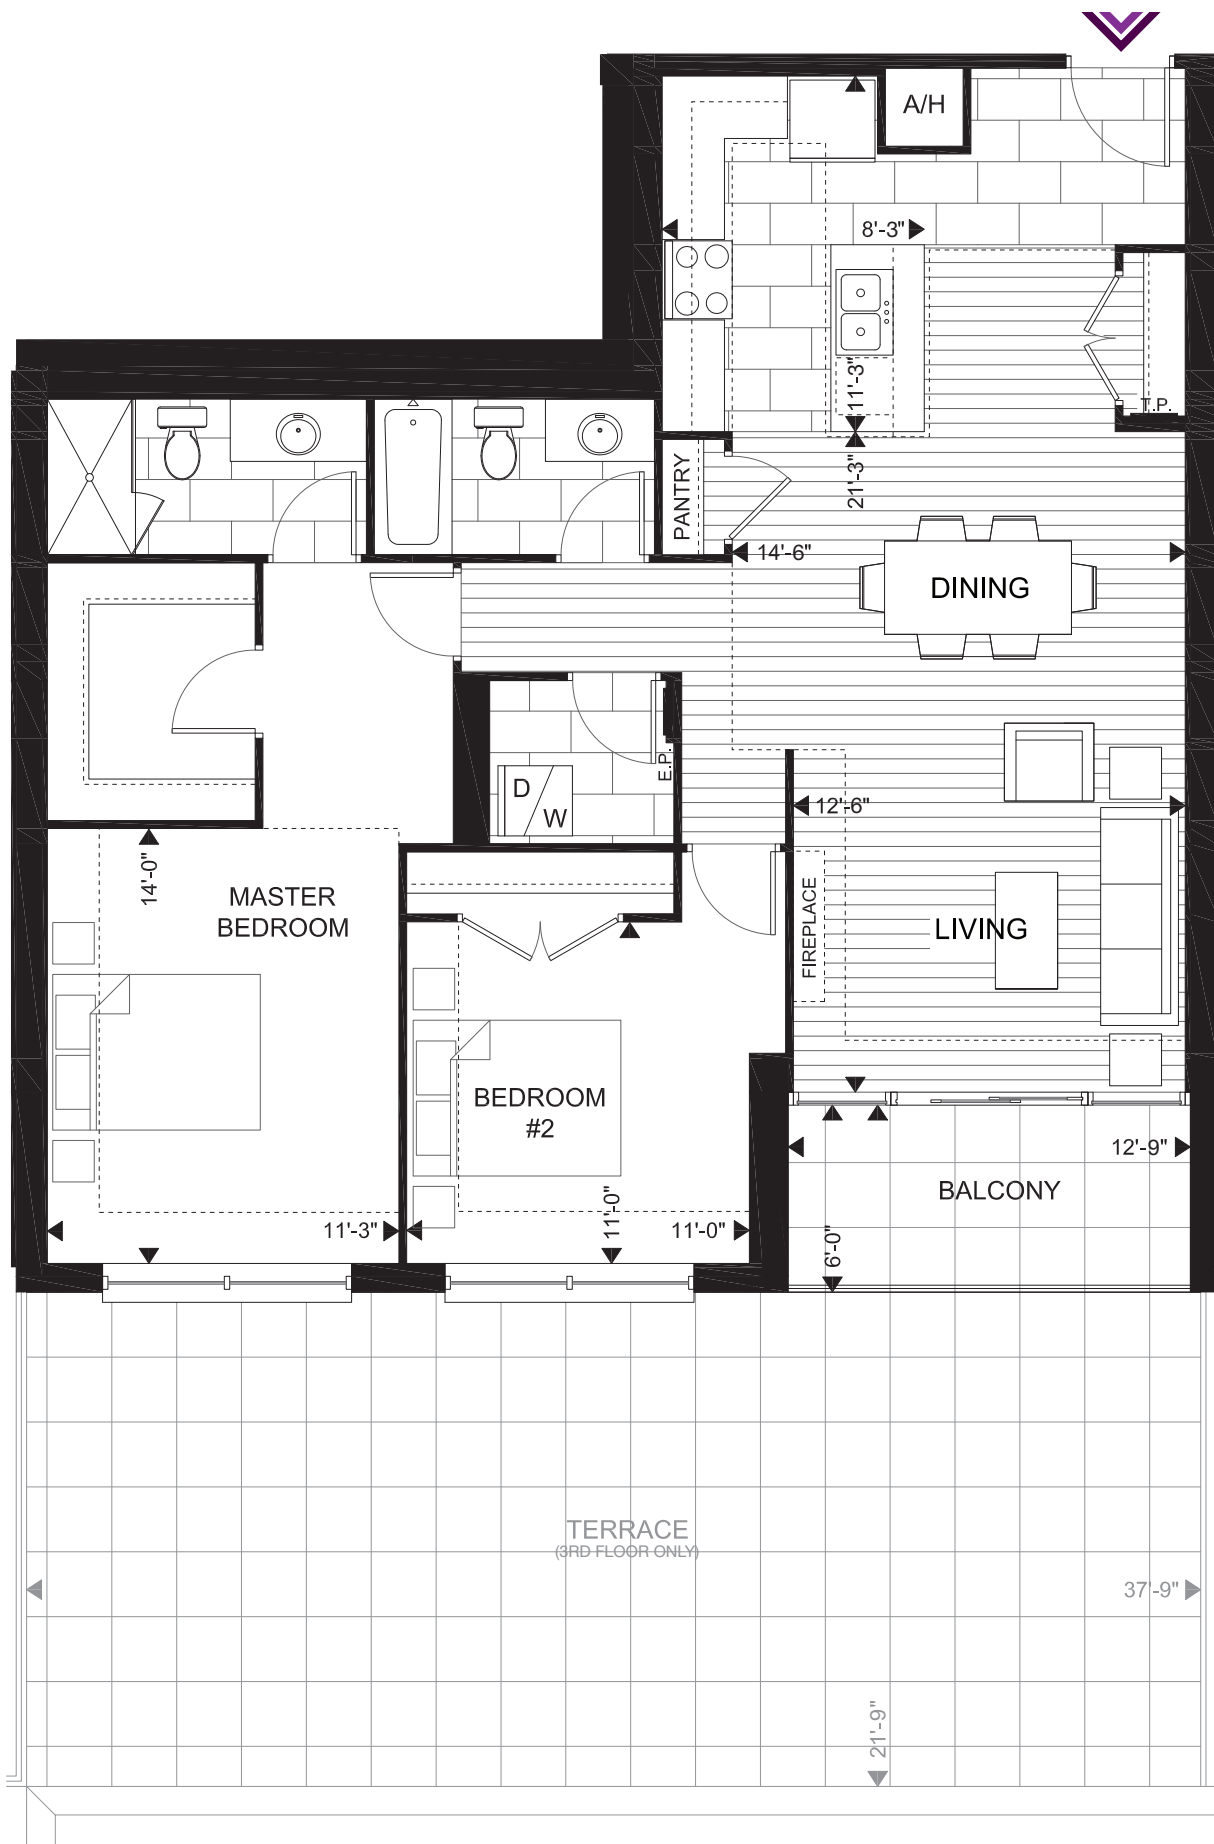 A/H
8'-3"
11'-3"
T.P.
PANTRY
21'-3"
14'-6"
DINING
E.P.
D
W
12'-6"
14'-0"
MASTER
BEDROOM
FIREPLACE
LIVING
BEDROOM
#2
11'-3"
11'-0"
11'-0"
12'-9"
BALCONY
6'-0"
TERRACE
(3RD FLOOR ONLY)
37'-9"
21'-9"